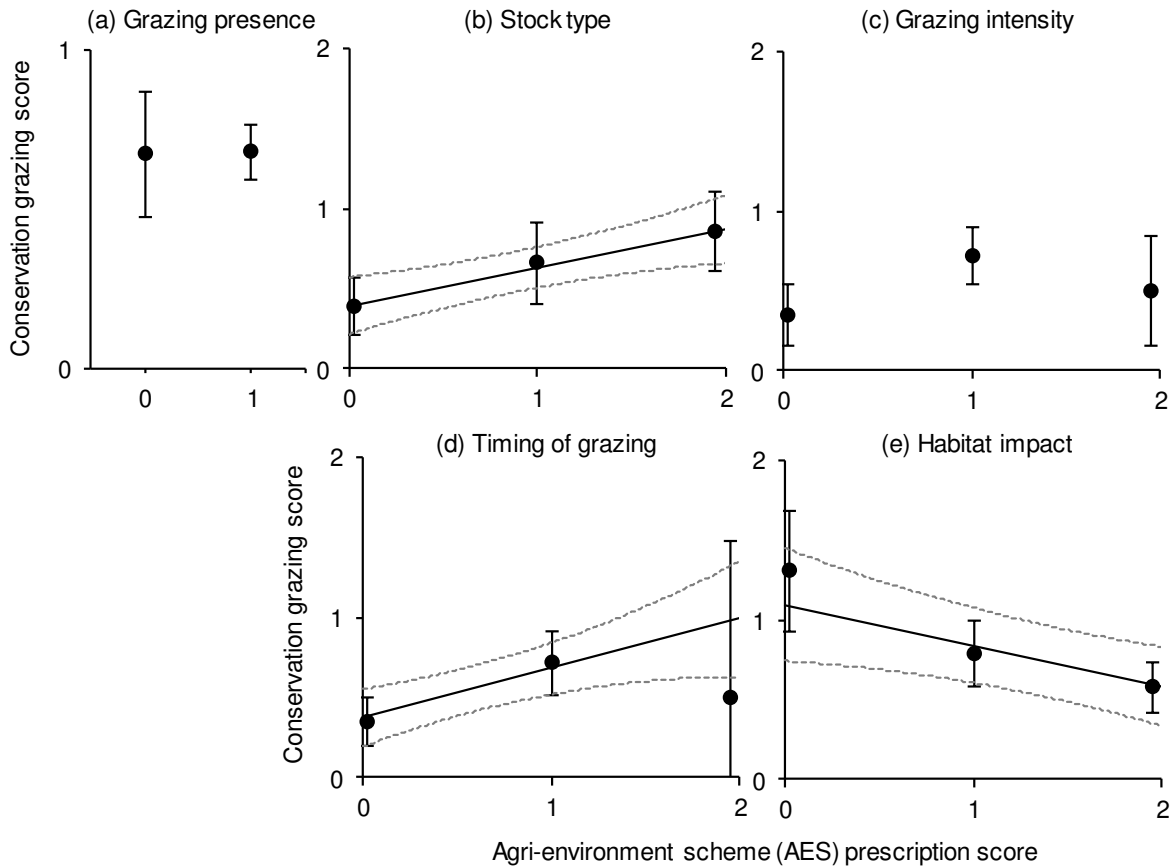 (a) Grazing presence
(b) Stock type
(c) Grazing intensity
Conservation grazing score
1
0
0 1
2
1
0
0 1 2
2
1
0
0 1 2
(d) Timing of grazing
(e) Habitat impact
Conservation grazing score
2
1
0
0 1 2
2
1
0
0 1 2
Agri-environment scheme (AES) prescription score